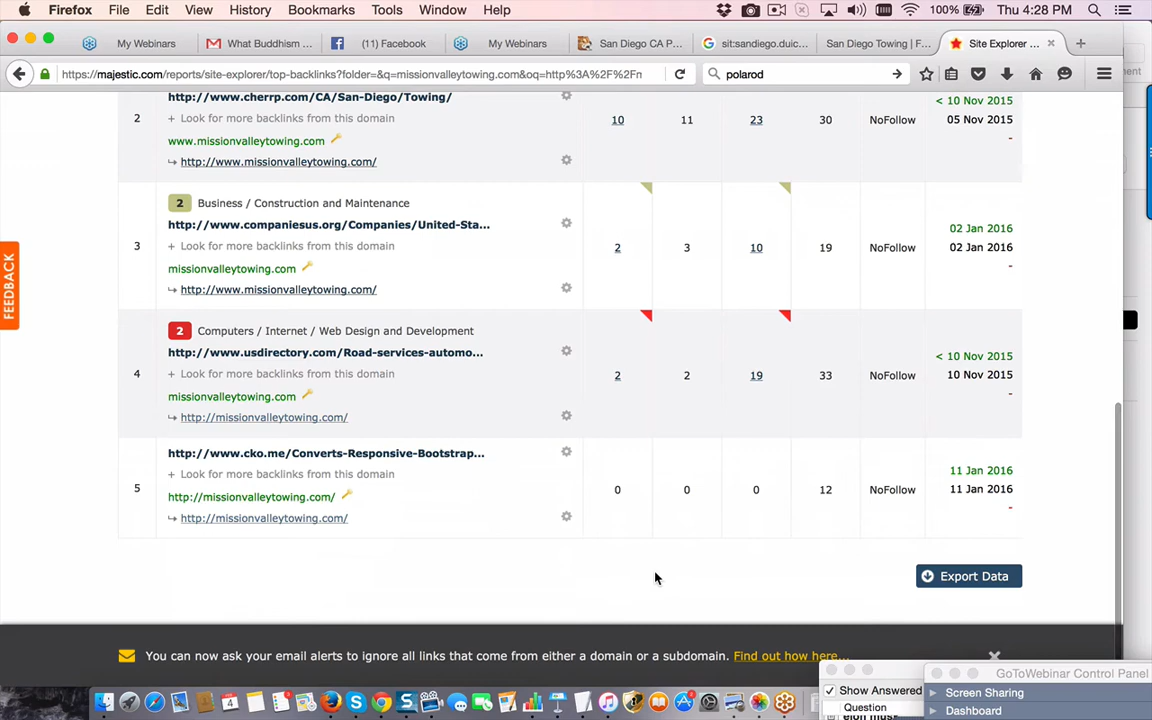 Firefox File Edit View History Bookmarks Tools Window Help 100% Thu 4:28 PM
My Webinars What Buddhism ... (11) Facebook My Webinars San Diego CA P... sit:sandiego.duic... San Diego Towing | F... Site Explorer ...
https://majestic.com/reports/site-explorer/top-backlinks?folder=&q=missionvalleytowing.com&oq=http%3A%2F%2Fm polarod
http://www.cherrp.com/CA/San-Diego/Towing/ < 10 Nov 2015
2 + Look for more backlinks from this domain 10 11 23 30 NoFollow 05 Nov 2015
www.missionvalleytowing.com -
http://www.missionvalleytowing.com/
2 Business / Construction and Maintenance
http://www.companiesus.org/Companies/United-Sta... 02 Jan 2016
3 + Look for more backlinks from this domain 2 3 10 19 NoFollow 02 Jan 2016
missionvalleytowing.com -
http://www.missionvalleytowing.com/
2 Computers / Internet / Web Design and Development
http://www.usdirectory.com/Road-services-automo... < 10 Nov 2015
4 + Look for more backlinks from this domain 2 2 19 33 NoFollow 10 Nov 2015
missionvalleytowing.com -
http://missionvalleytowing.com/
http://www.cko.me/Converts-Responsive-Bootstrap...
+ Look for more backlinks from this domain 11 Jan 2016
5 0 0 0 12 NoFollow 11 Jan 2016
http://missionvalleytowing.com/ -
http://missionvalleytowing.com/
Export Data
FEEDBACK
You can now ask your email alerts to ignore all links that come from either a domain or a subdomain. Find out how here...
GoToWebinar Control Panel
Show Answered Screen Sharing
Question Dashboard